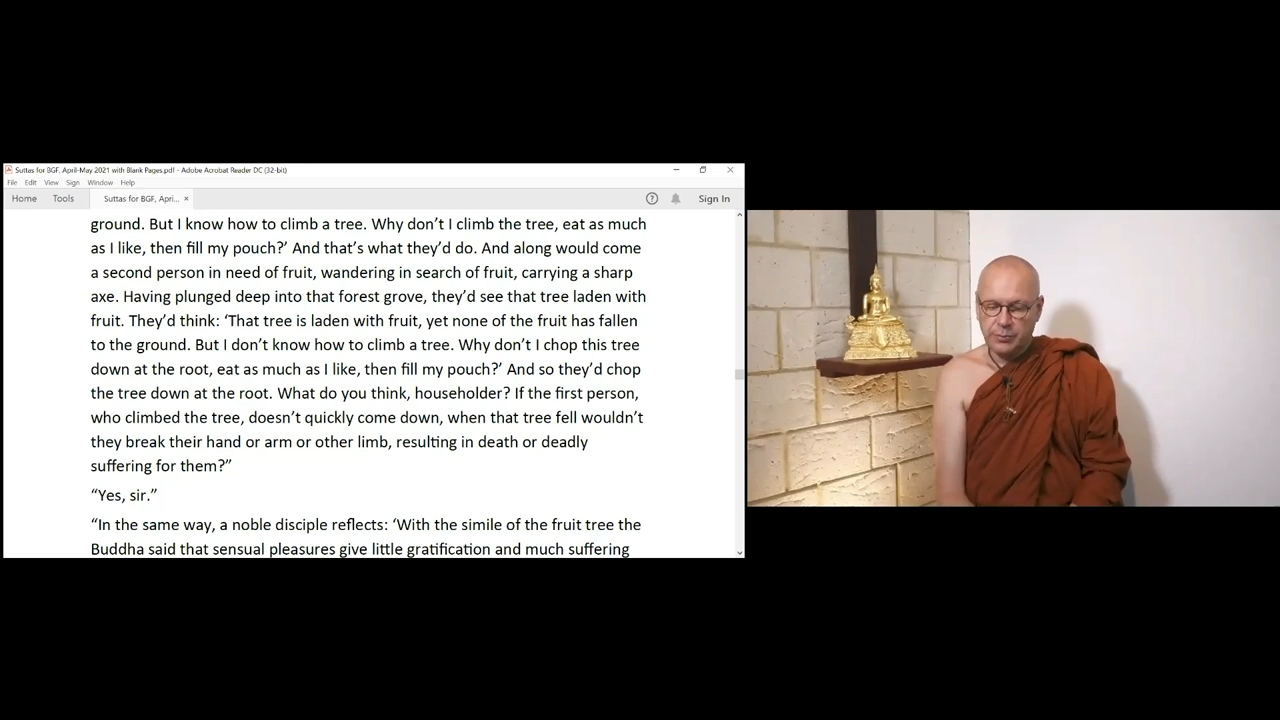 Suttas for BGF, April-May 2021 with Blank Pages.pdf - Adobe Acrobat Reader DC (32-bit)
File Edit View Sign Window Help
Home Tools Suttas for BGF, Apri... × Sign In
ground. But I know how to climb a tree. Why don’t I climb the tree, eat as much
as I like, then fill my pouch?’ And that’s what they’d do. And along would come
a second person in need of fruit, wandering in search of fruit, carrying a sharp
axe. Having plunged deep into that forest grove, they’d see that tree laden with
fruit. They’d think: ‘That tree is laden with fruit, yet none of the fruit has fallen
to the ground. But I don’t know how to climb a tree. Why don’t I chop this tree
down at the root, eat as much as I like, then fill my pouch?’ And so they’d chop
the tree down at the root. What do you think, householder? If the first person,
who climbed the tree, doesn’t quickly come down, when that tree fell wouldn’t
they break their hand or arm or other limb, resulting in death or deadly
suffering for them?”
“Yes, sir.”
“In the same way, a noble disciple reflects: ‘With the simile of the fruit tree the
Buddha said that sensual pleasures give little gratification and much suffering